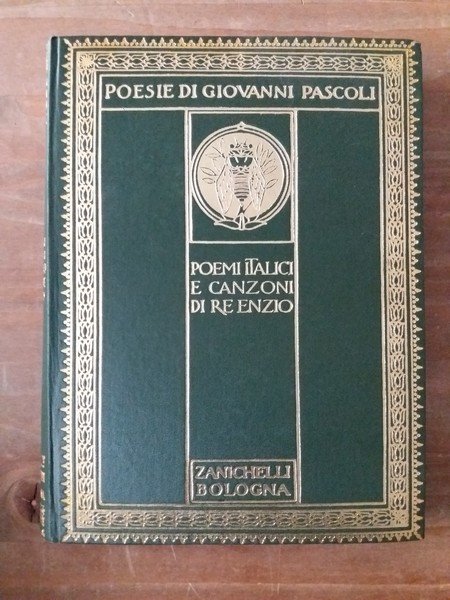 POESIE DI GIOVANNI PASCOLI
POEMI ITALICI
E CANZONI
DI RE ENZIO
ZANICHELLI
BOLOGNA